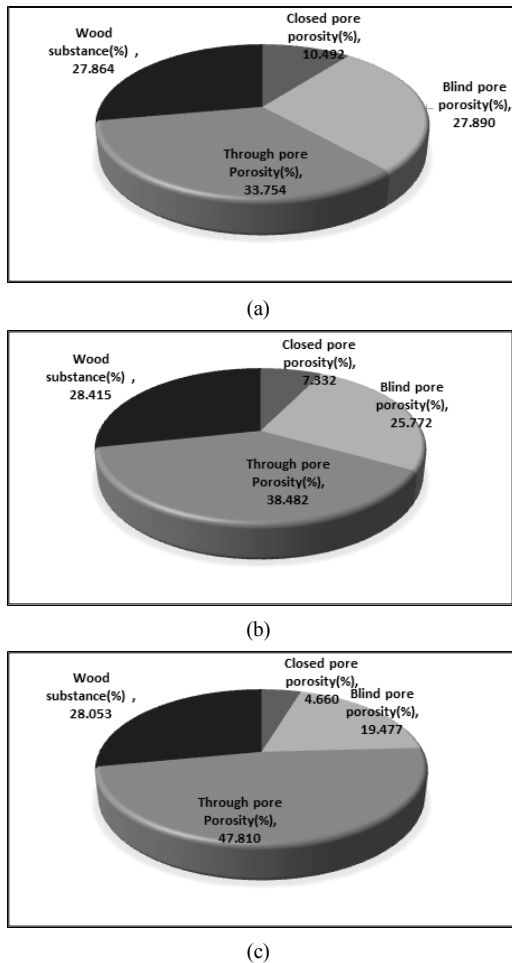 Wood
substance(%) ,
27.864
Closed pore
porosity(%),
10.492
Blind pore
porosity(%),
27.890
Through pore
Porosity(%),
33.754
(a)
Wood
substance(%) ,
28.415
Closed pore
porosity(%),
7.332
Blind pore
porosity(%),
25.772
Through pore
Porosity(%),
38.482
(b)
Wood
substance(%) ,
28.053
Closed pore
porosity(%),
4.660
Blind pore
porosity(%),
19.477
Through pore
Porosity(%),
47.810
(c)